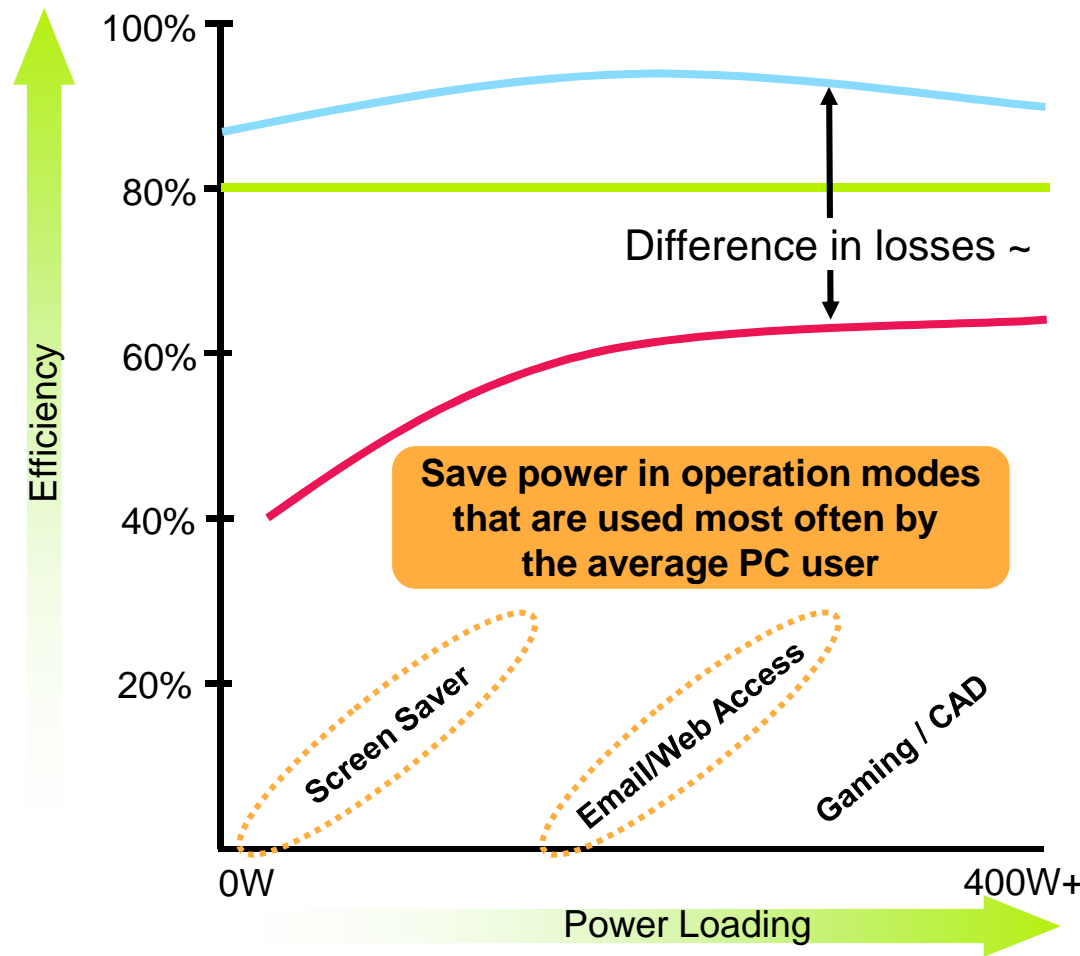 100%
80%
Difference in losses ~
60%
Efficiency
Save power in operation modes
that are used most often by
the average PC user
40%
20%
Screen Saver
Email/Web Access
Gaming / CAD
0W
400W+
Power Loading